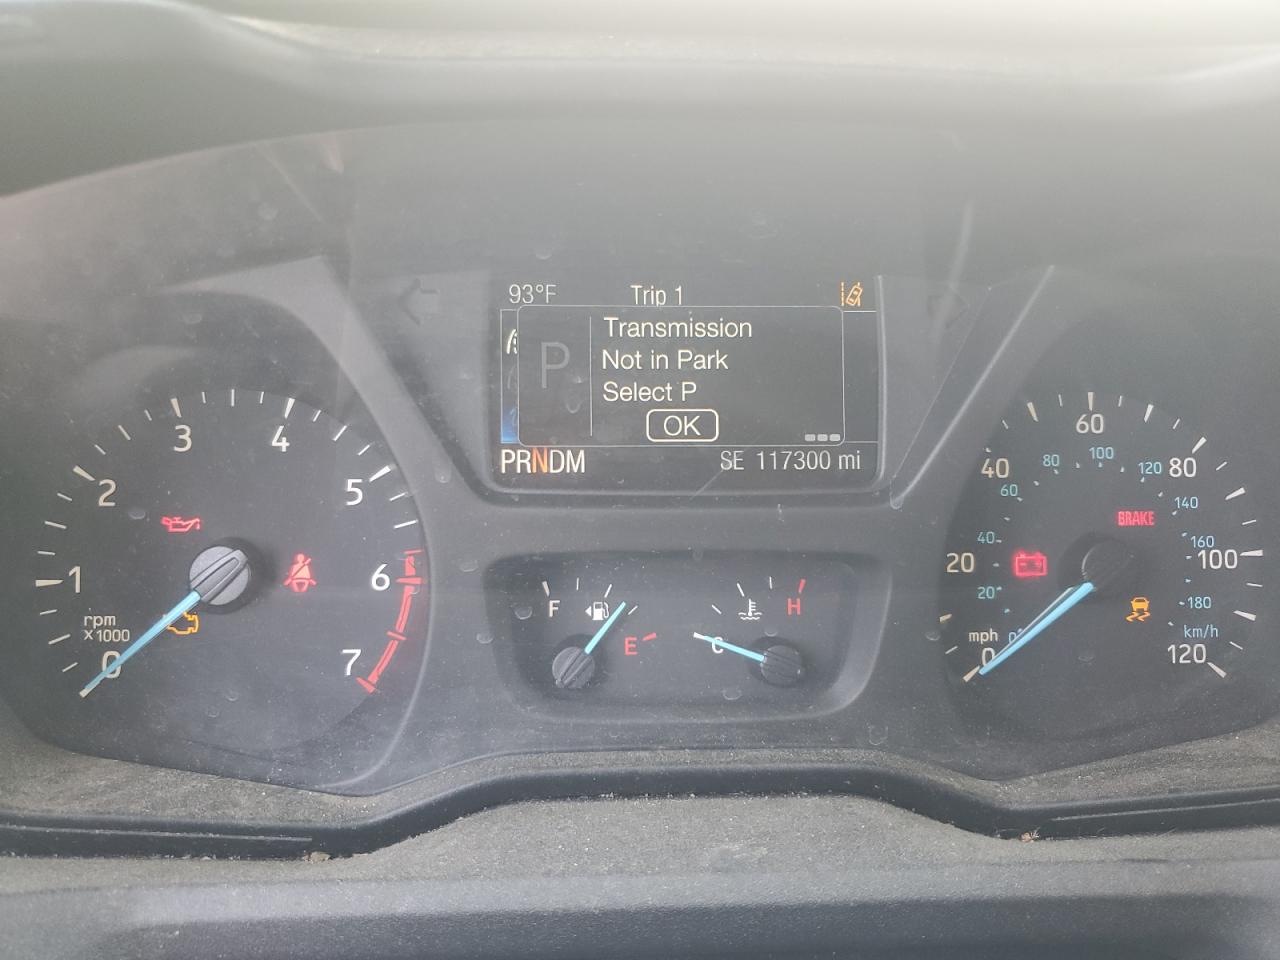 93°F Trip 1
Transmission
Not in Park
Select P
P
OK
PRNDM SE 117300 mi
0 1 2 3 4 5 6 7
rpm
x1000
F E
C H
0 20 40 60 80 100 120
mph
0 20 40 60 80 100 120 140 160 180
km/h
BRAKE